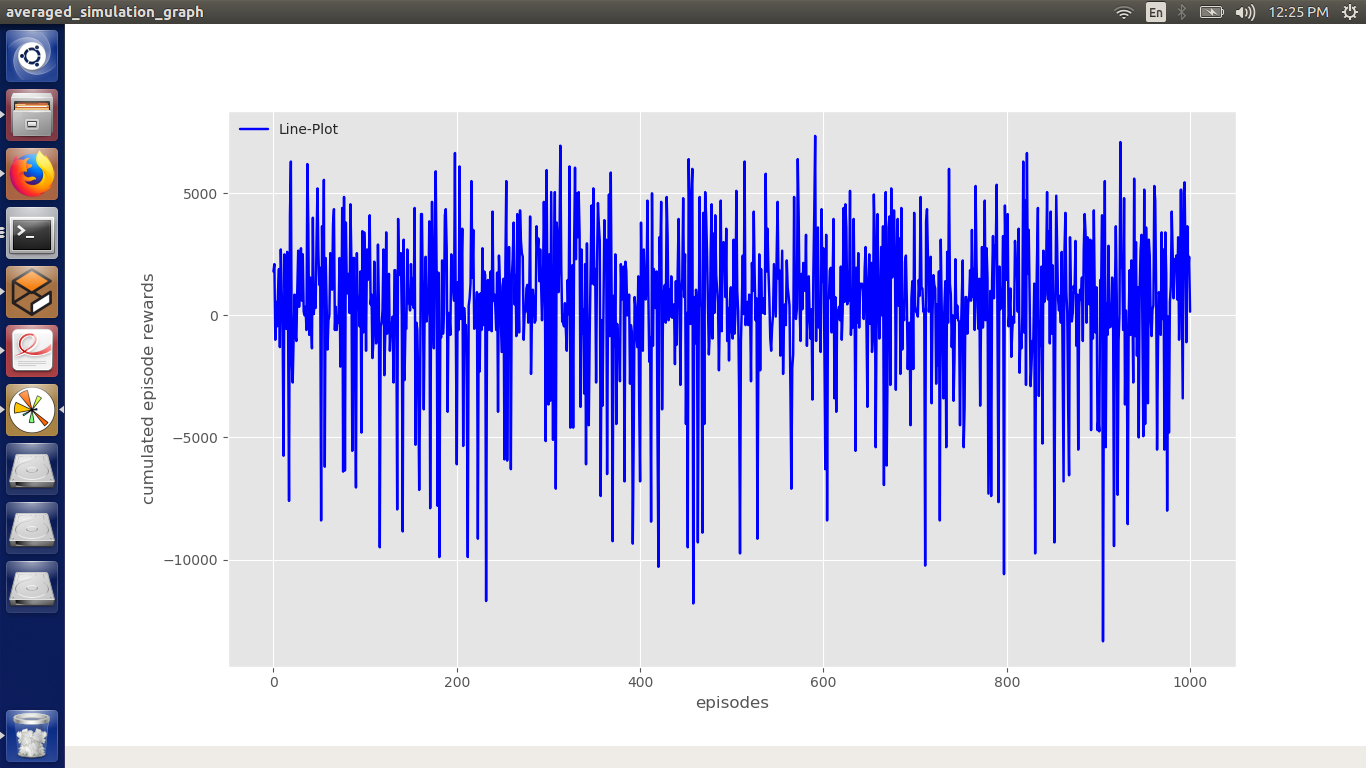 averaged_simulation_graph
En
12:25 PM
Line-Plot
5000
0
−5000
−10000
cumulated episode rewards
0
200
400
600
800
1000
episodes